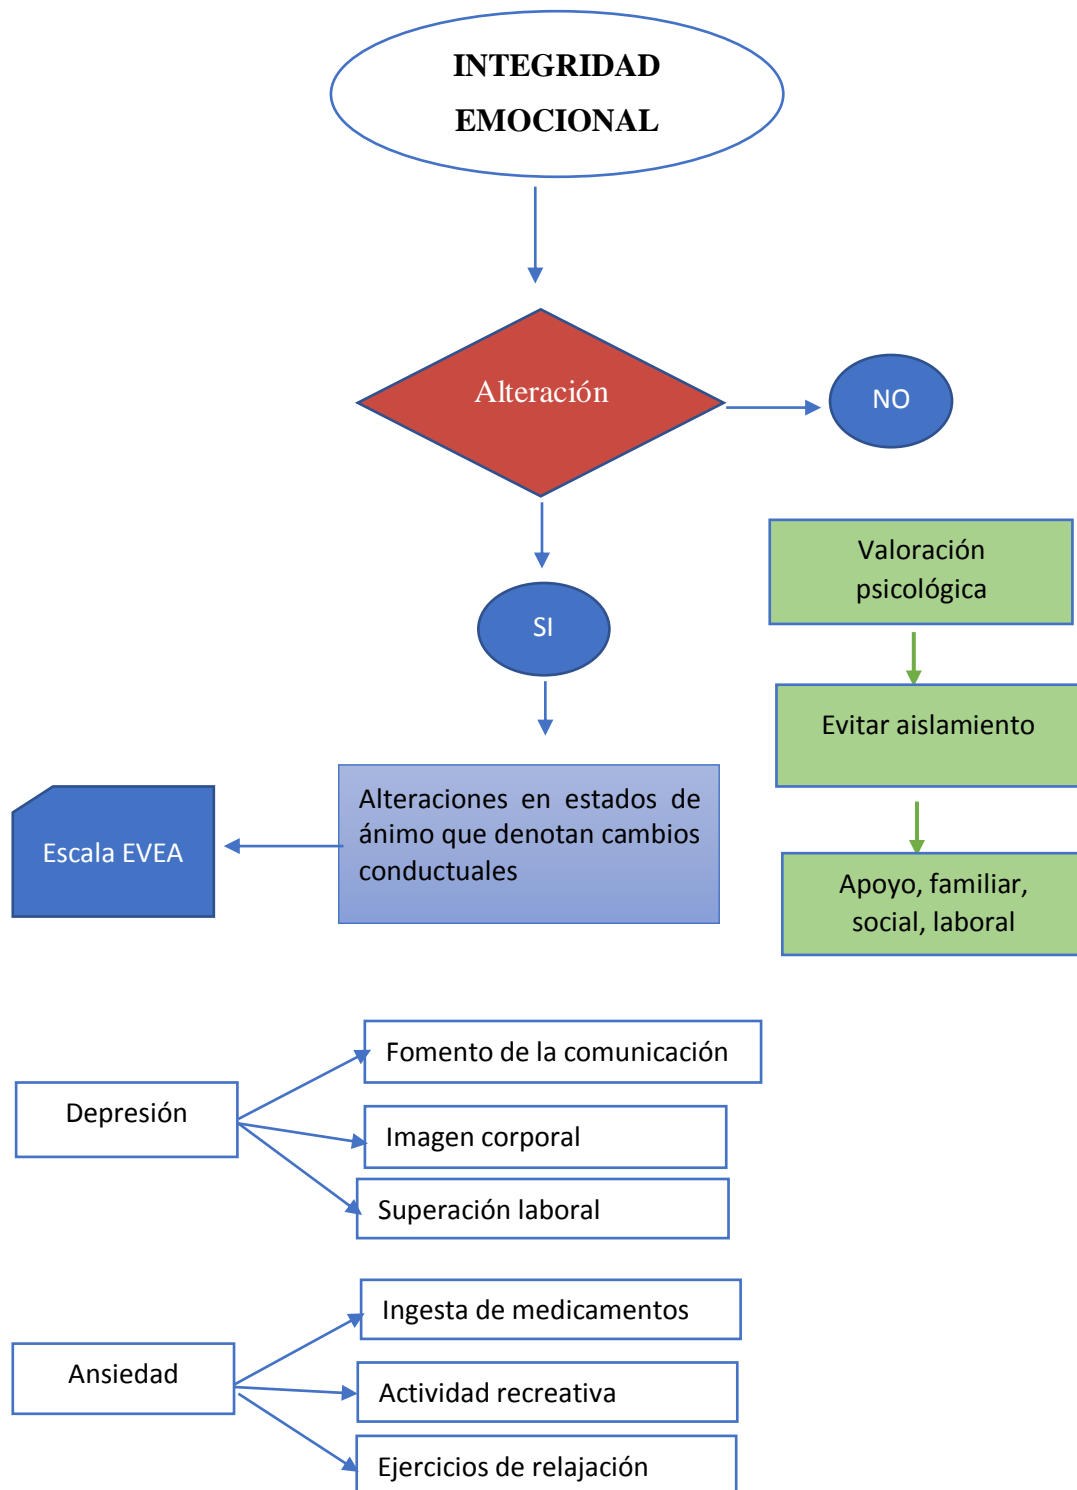 INTEGRIDAD
EMOCIONAL
Alteración
NO
SI
Valoración
psicológica
Evitar aislamiento
Apoyo, familiar,
social, laboral
Alteraciones en estados de
ánimo que denotan cambios
conductuales
Escala EVEA
Depresión
Fomento de la comunicación
Imagen corporal
Superación laboral
Ansiedad
Ingesta de medicamentos
Actividad recreativa
Ejercicios de relajación